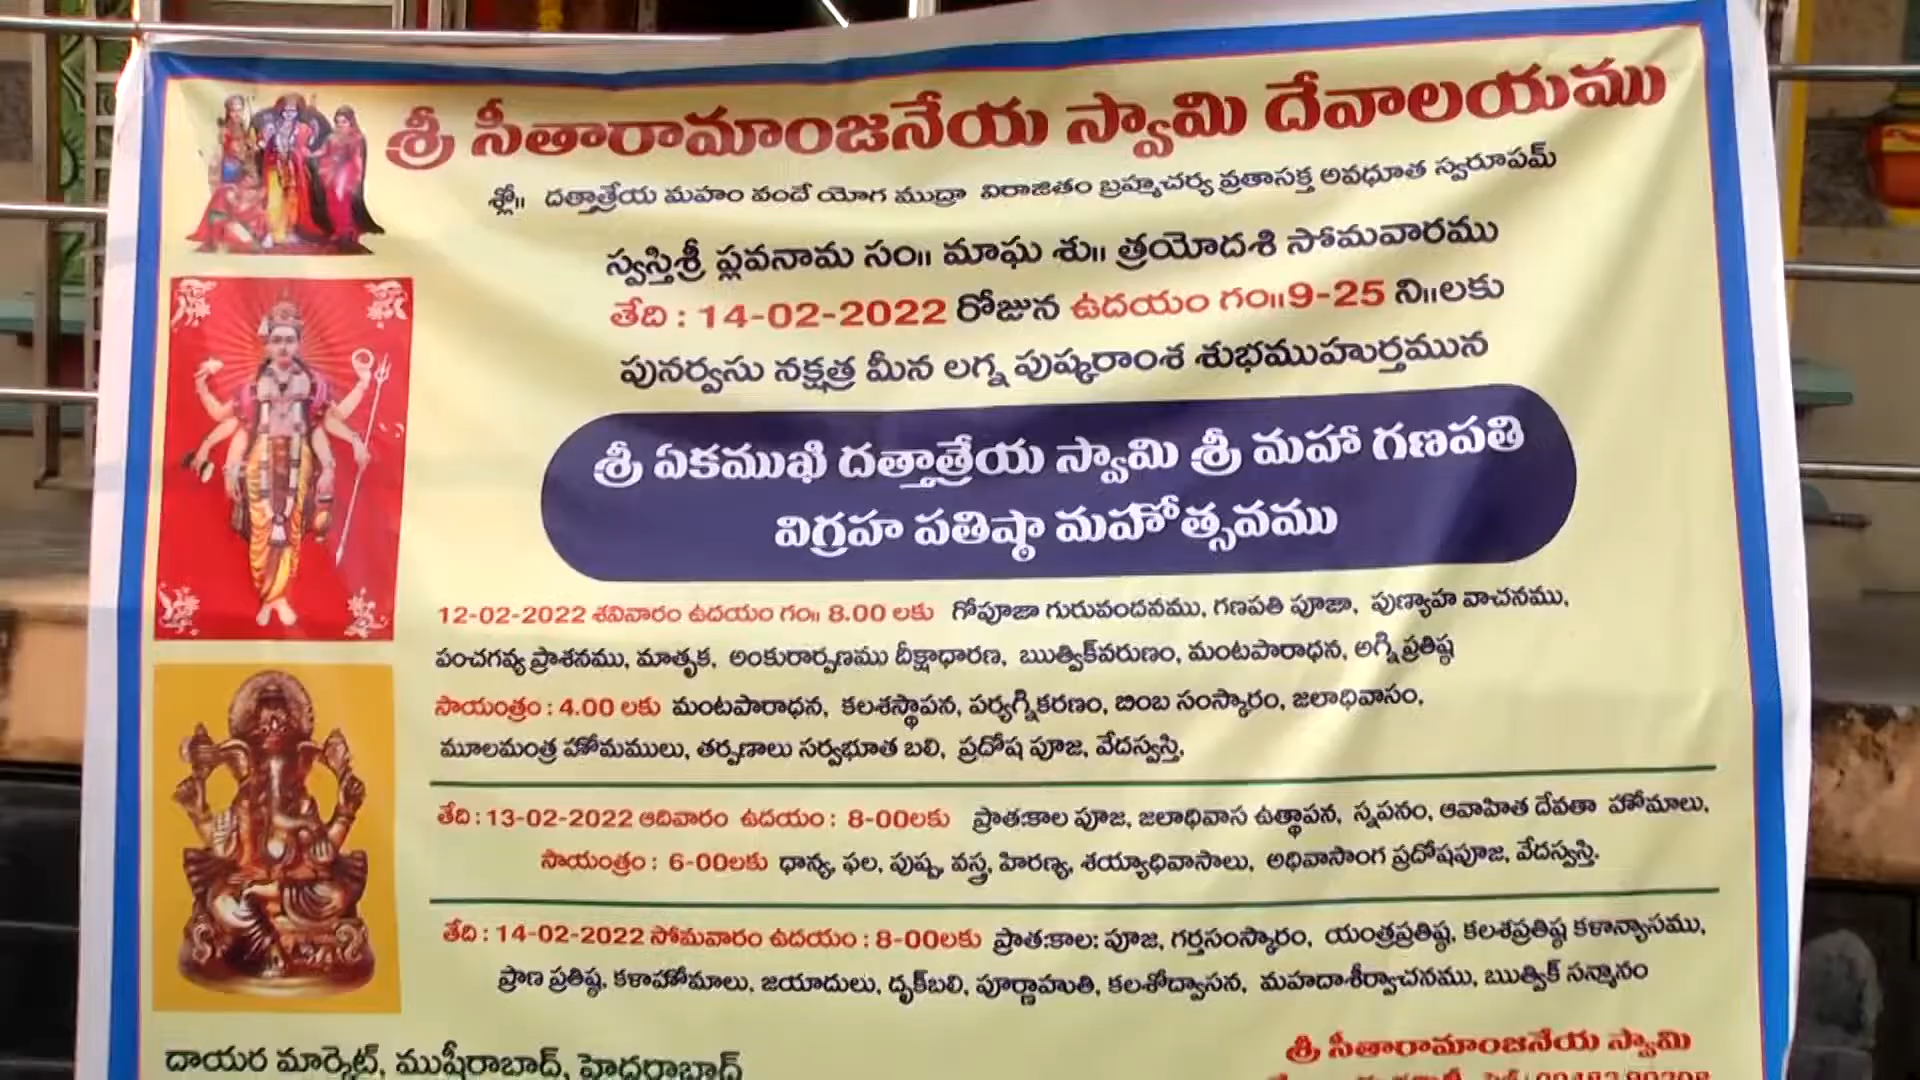 శ్రీ సీతారామాంజనేయ స్వామి దేవాలయము
శ్లో॥ దత్తాత్రేయ మహం వందే యోగ ముద్రా విరాజితం బ్రహ్మచర్య వ్రతాసక్త అవధూత స్వరూపమ్
స్వస్తిశ్రీ ప్లవనామ సం॥ మాఘ శు॥ త్రయోదశి సోమవారము
తేది : 14-02-2022 రోజున ఉదయం గం॥9-25 ని॥లకు
పునర్వసు నక్షత్ర మీన లగ్న పుష్కరాంశ శుభముహుర్తమున
శ్రీ ఏకముఖి దత్తాత్రేయ స్వామి శ్రీ మహా గణపతి
విగ్రహ పతిష్ఠా మహోత్సవము
12-02-2022 శనివారం ఉదయం గం॥ 8.00 లకు గోపూజా గురువందవము, గణపతి పూజా, పుణ్యాహ వాచనము,
పంచగవ్య ప్రాశనము, మాతృక, అంకురార్పణము దీక్షాధారణ, ఋత్విక్‌వరుణం, మంటపారాధన, అగ్ని ప్రతిష్ఠ
సాయంత్రం : 4.00 లకు మంటపారాధన, కలశస్థాపన, పర్యగ్నికరణం, బింబ సంస్కారం, జలాధివాసం,
మూలమంత్ర హోమములు, తర్పణాలు సర్వభూత బలి, ప్రదోష పూజ, వేదస్వస్తి,
తేది : 13-02-2022 ఆదివారం ఉదయం : 8-00లకు ప్రాత:కాల పూజ, జలాధివాస ఉత్థాపన, స్నపనం, ఆవాహిత దేవతా హోమాలు,
సాయంత్రం : 6-00లకు ధాన్య, ఫల, పుష్ప, వస్త్ర, హిరణ్య, శయ్యాధివాసాలు, అధివాసాంగ ప్రదోషపూజ, వేదస్వస్తి.
తేది : 14-02-2022 సోమవారం ఉదయం : 8-00లకు ప్రాత:కాల: పూజ, గర్తసంస్కారం, యంత్రప్రతిష్ఠ, కలశప్రతిష్ఠ కళాన్యాసము,
ప్రాణ ప్రతిష్ఠ, కళాహోమాలు, జయాదులు, దృక్‌బలి, పూర్ణాహుతి, కలశోద్వాసన, మహదాశీర్వాచనము, ఋత్విక్ సన్మానం
దాయర మార్కెట్, ముషీరాబాద్, హైదరాబాద్
శ్రీ సీతారామాంజనేయ స్వామి